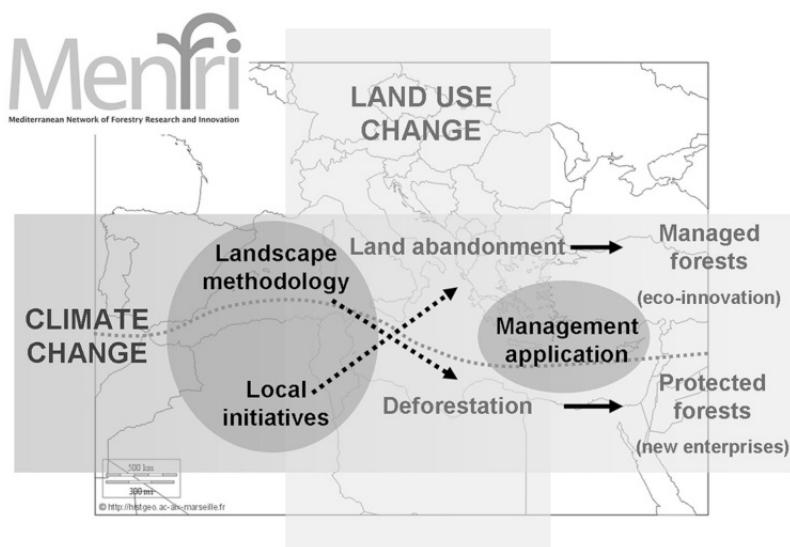 Menfri
Mediterranean Network of Forestry Research and Innovation
LAND USE
CHANGE
Landscape
methodology
Land abandonment
Managed
forests
(eco-innovation)
CLIMATE
CHANGE
Management
application
Local
initiatives
Deforestation
Protected
forests
(new enterprises)
500 km
300 mi
© http://histgeo.ac-aix-marseille.fr